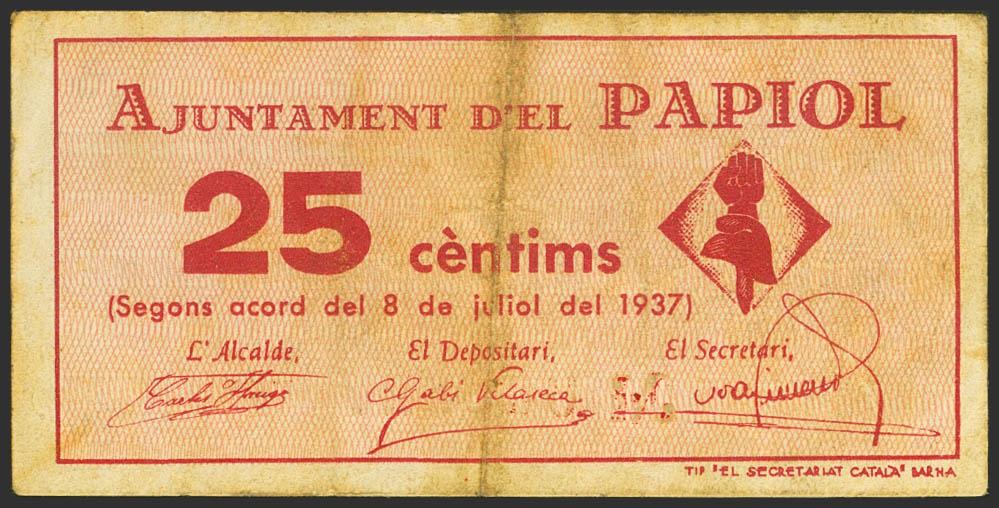 AJUNTAMENT D'EL PAPIOL
25 cèntims
(Segons acord del 8 de juliol del 1937)
L'Alcalde, El Depositari, El Secretari,
TIP "EL SECRETARIAT CATALÀ" BARNA